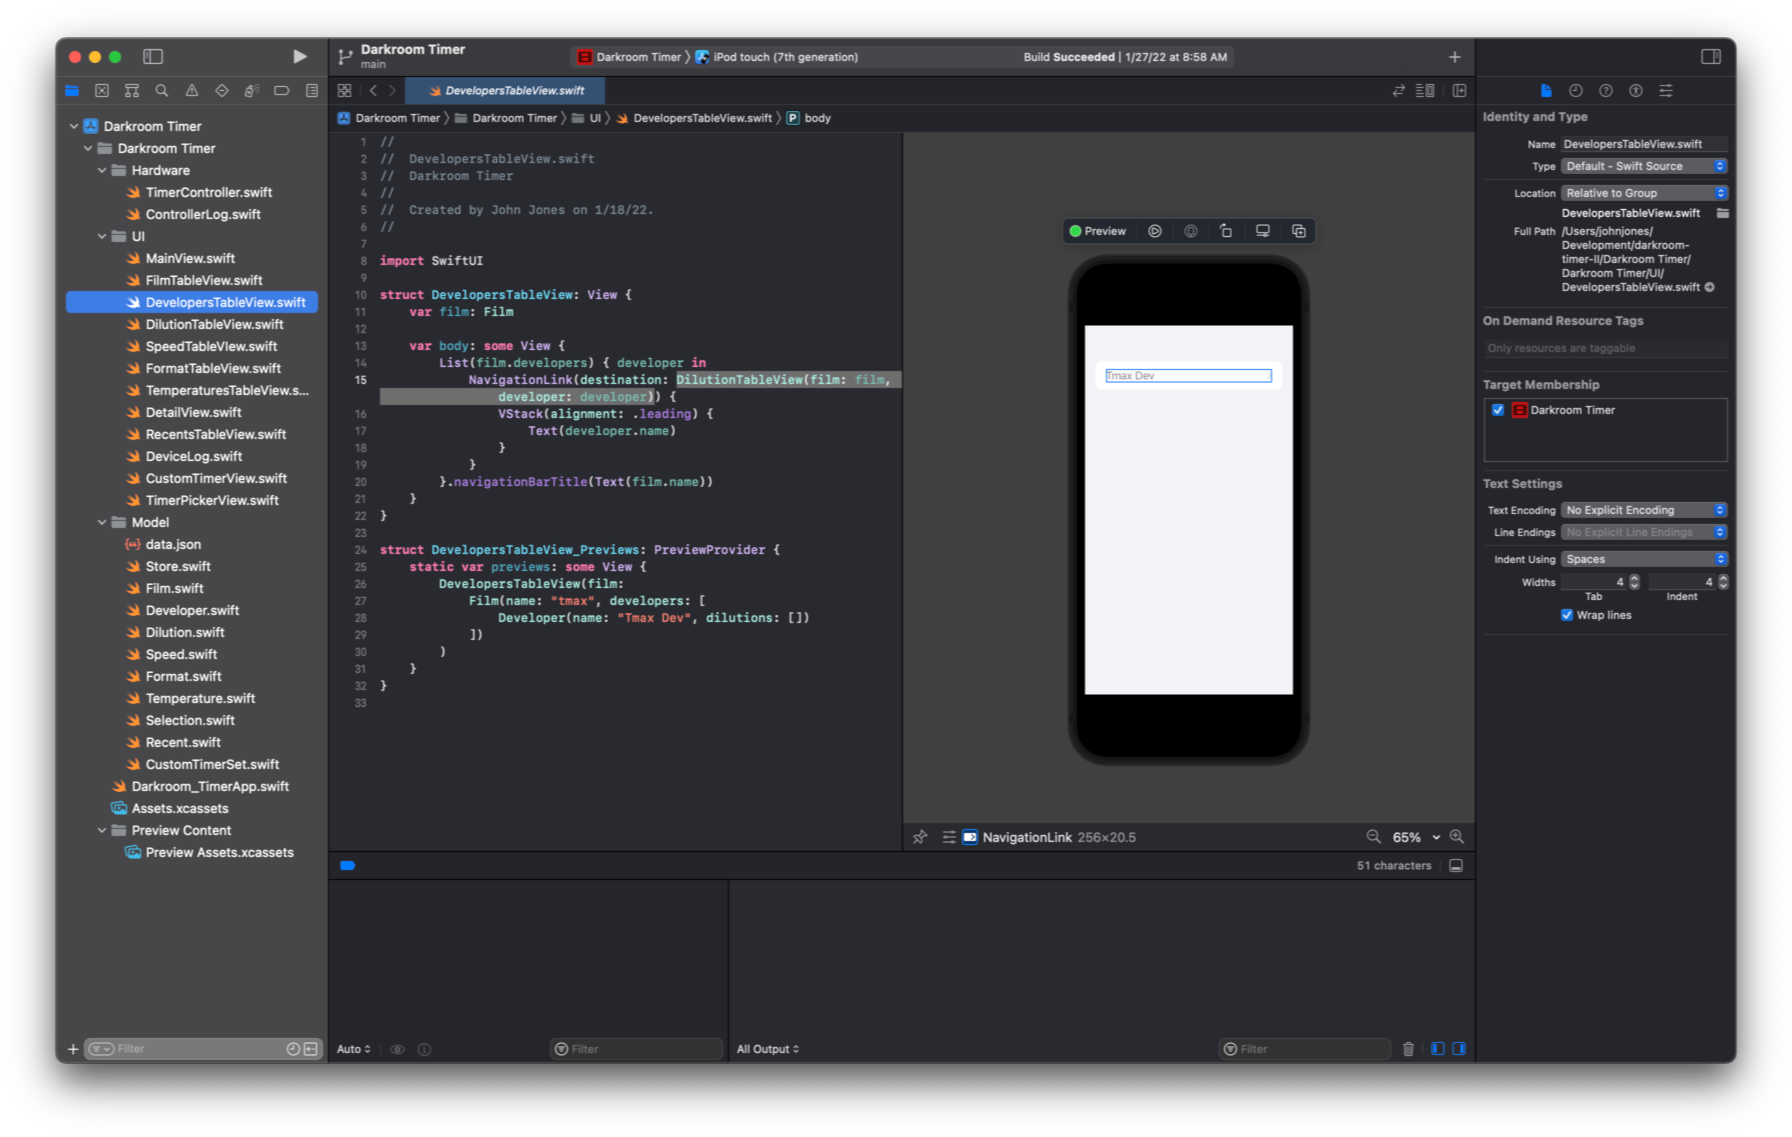 Darkroom Timer
main
Darkroom Timer 〉 iPod touch (7th generation)
Build Succeeded | 1/27/22 at 8:58 AM
DevelopersTableView.swift
Darkroom Timer 〉 Darkroom Timer 〉 UI 〉 DevelopersTableView.swift 〉 P body
Darkroom Timer
Darkroom Timer
Hardware
TimerController.swift
ControllerLog.swift
UI
MainView.swift
FilmTableView.swift
DevelopersTableView.swift
DilutionTableView.swift
SpeedTableVIew.swift
FormatTableView.swift
TemperaturesTableView.s...
DetailView.swift
RecentsTableView.swift
DeviceLog.swift
CustomTimerView.swift
TimerPickerView.swift
Model
data.json
Store.swift
Film.swift
Developer.swift
Dilution.swift
Speed.swift
Format.swift
Temperature.swift
Selection.swift
Recent.swift
CustomTimerSet.swift
Darkroom_TimerApp.swift
Assets.xcassets
Preview Content
Preview Assets.xcassets
Filter
1 //
2 //  DevelopersTableView.swift
3 //  Darkroom Timer
4 //
5 //  Created by John Jones on 1/18/22.
6 //
7
8 import SwiftUI
9
10 struct DevelopersTableView: View {
11     var film: Film
12
13     var body: some View {
14         List(film.developers) { developer in
15             NavigationLink(destination: DilutionTableView(film: film,
developer: developer)) {
16                 VStack(alignment: .leading) {
17                     Text(developer.name)
18                 }
19             }
20         }.navigationBarTitle(Text(film.name))
21     }
22 }
23
24 struct DevelopersTableView_Previews: PreviewProvider {
25     static var previews: some View {
26         DevelopersTableView(film:
27             Film(name: "tmax", developers: [
28                 Developer(name: "Tmax Dev", dilutions: [])
29             ])
30         )
31     }
32 }
33
Preview
Tmax Dev
NavigationLink 256×20.5
65%
51 characters
Auto
Filter
All Output
Filter
Identity and Type
Name DevelopersTableView.swift
Type Default - Swift Source
Location Relative to Group
DevelopersTableView.swift
Full Path /Users/johnjones/
Development/darkroom-
timer-II/Darkroom Timer/
Darkroom Timer/UI/
DevelopersTableView.swift
On Demand Resource Tags
Only resources are taggable
Target Membership
Darkroom Timer
Text Settings
Text Encoding No Explicit Encoding
Line Endings No Explicit Line Endings
Indent Using Spaces
Widths 4 4
Tab Indent
Wrap lines